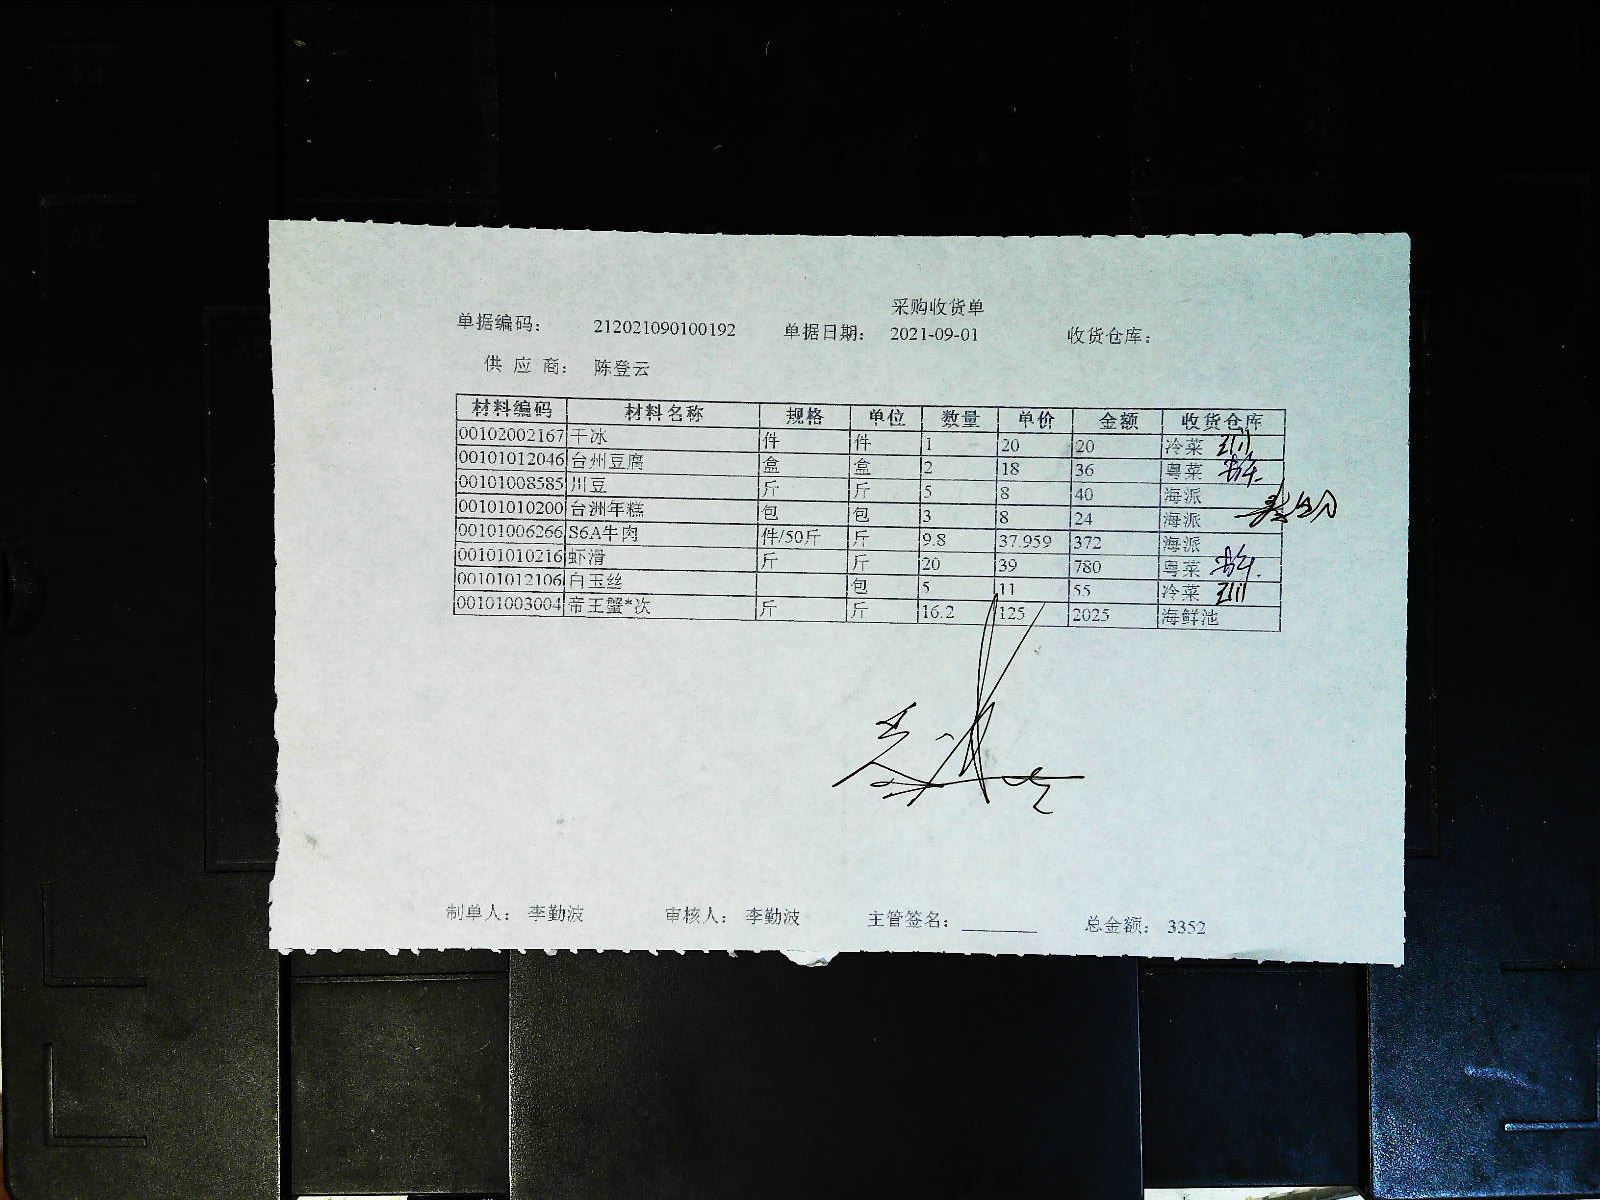 采购收货单
单据编码： 212021090100192 单据日期： 2021-09-01 收货仓库：
供 应 商： 陈登云
材料编码 材料名称 规格 单位 数量 单价 金额 收货仓库
00102002167 干冰 件 件 1 20 20 冷菜
00101012046 台州豆腐 盒 盒 2 18 36 粤菜
00101008585 川豆 斤 斤 5 8 40 海派
00101010200 台洲年糕 包 包 3 8 24 海派
00101006266 S6A牛肉 件/50斤 斤 9.8 37.959 372 海派
00101010216 虾滑 斤 斤 20 39 780 粤菜
00101012106 白玉丝 包 5 11 55 冷菜
00101003004 帝王蟹*次 斤 斤 16.2 125 2025 海鲜池
制单人： 李勤波 审核人： 李勤波 主管签名： 总金额： 3352